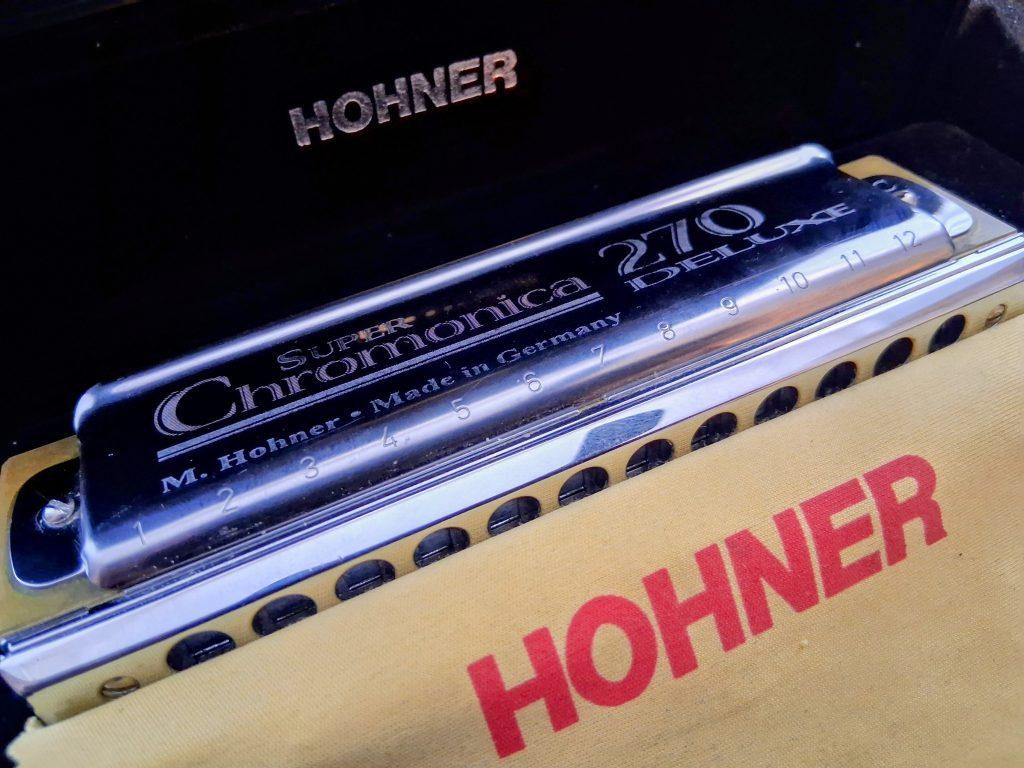 HOHNER
SUPER
Chromonica 270
DELUXE
M. Hohner • Made in Germany
1 2 3 4 5 6 7 8 9 10 11 12
HOHNER